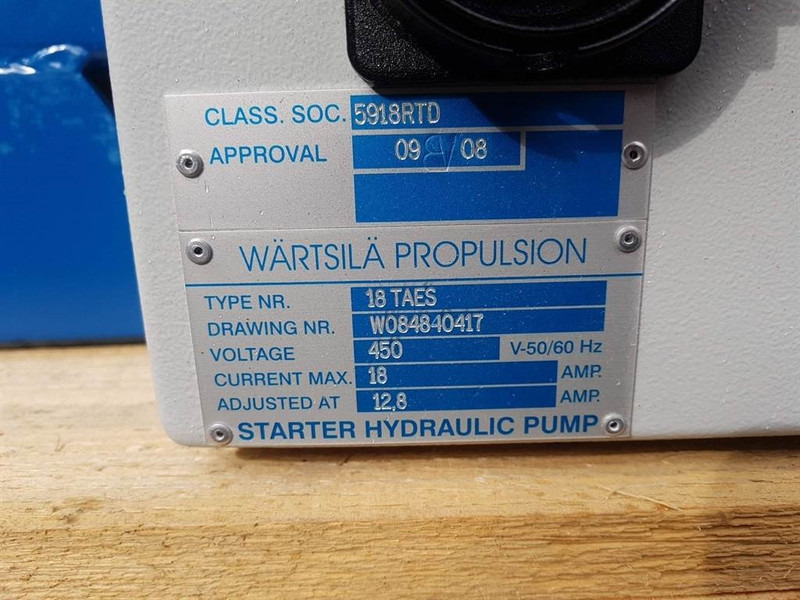 CLASS. SOC. 5918RTD
APPROVAL 09 08
WÄRTSILÄ PROPULSION
TYPE NR. 18 TAES
DRAWING NR. W084840417
VOLTAGE 450 V-50/60 Hz
CURRENT MAX. 18 AMP.
ADJUSTED AT 12,8 AMP.
STARTER HYDRAULIC PUMP